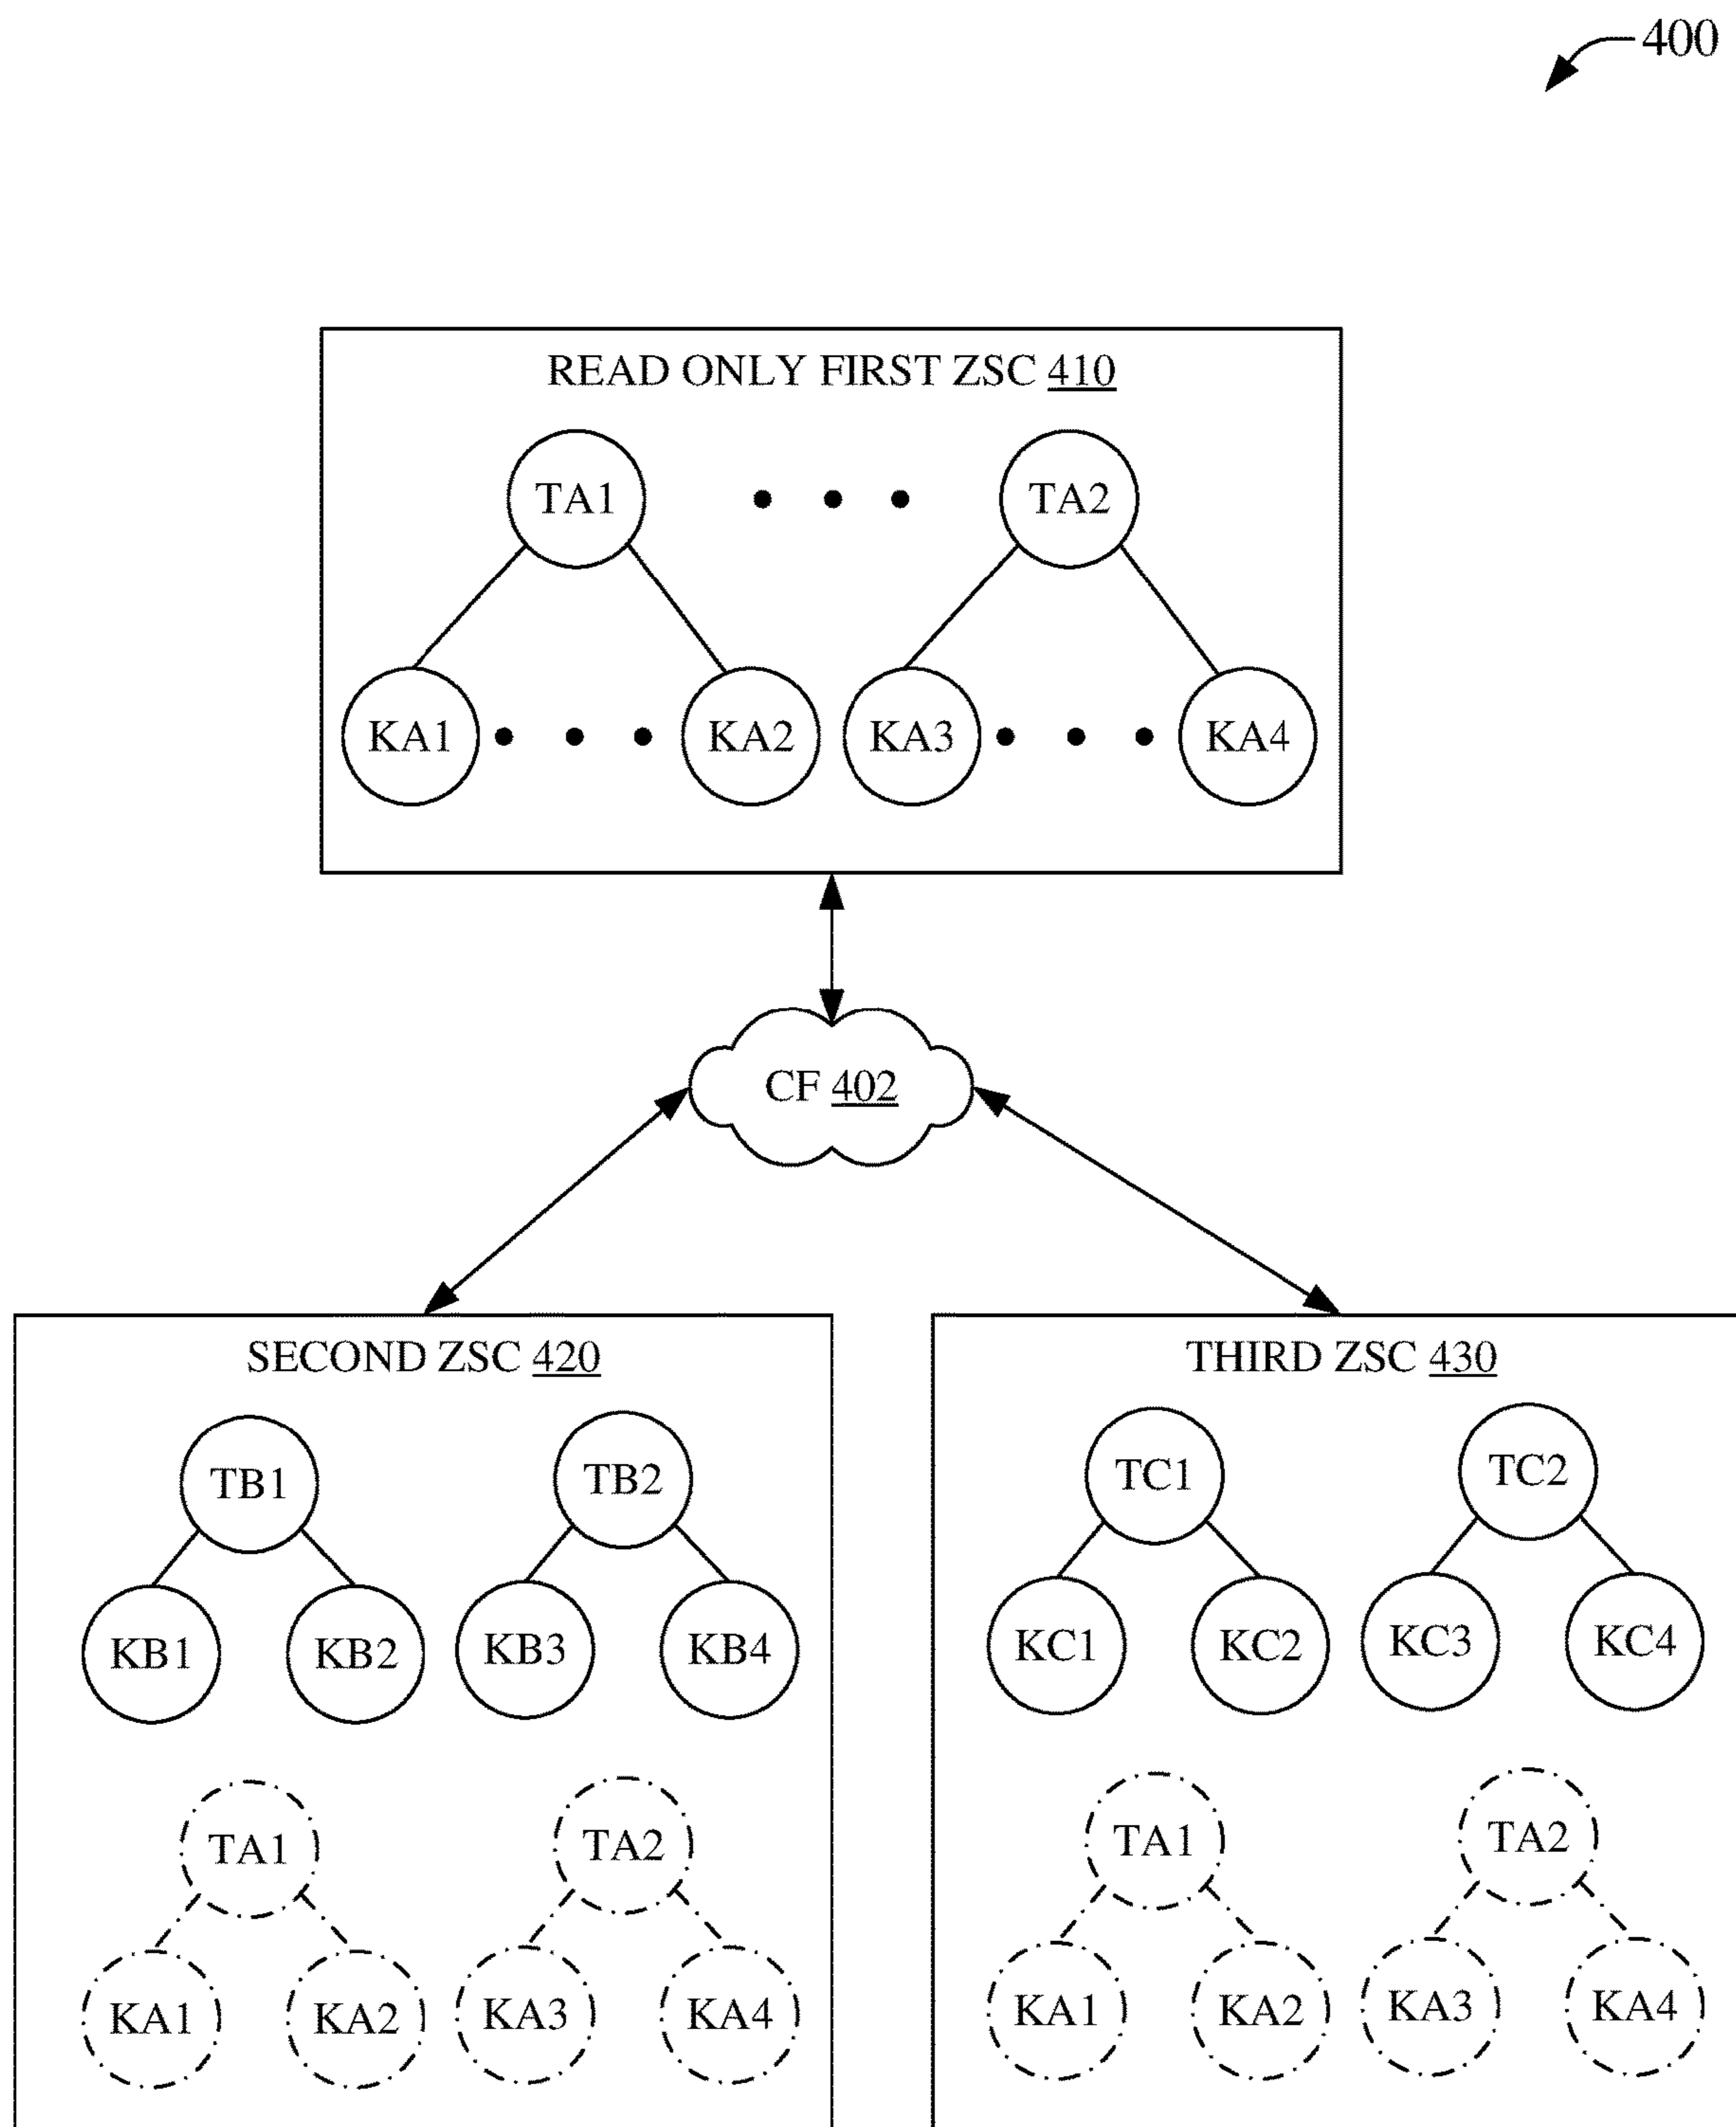 400
READ ONLY FIRST ZSC 410
TA1 TA2
KA1 KA2 KA3 KA4
CF 402
SECOND ZSC 420
TB1 TB2
KB1 KB2 KB3 KB4
TA1 TA2
KA1 KA2 KA3 KA4
THIRD ZSC 430
TC1 TC2
KC1 KC2 KC3 KC4
TA1 TA2
KA1 KA2 KA3 KA4